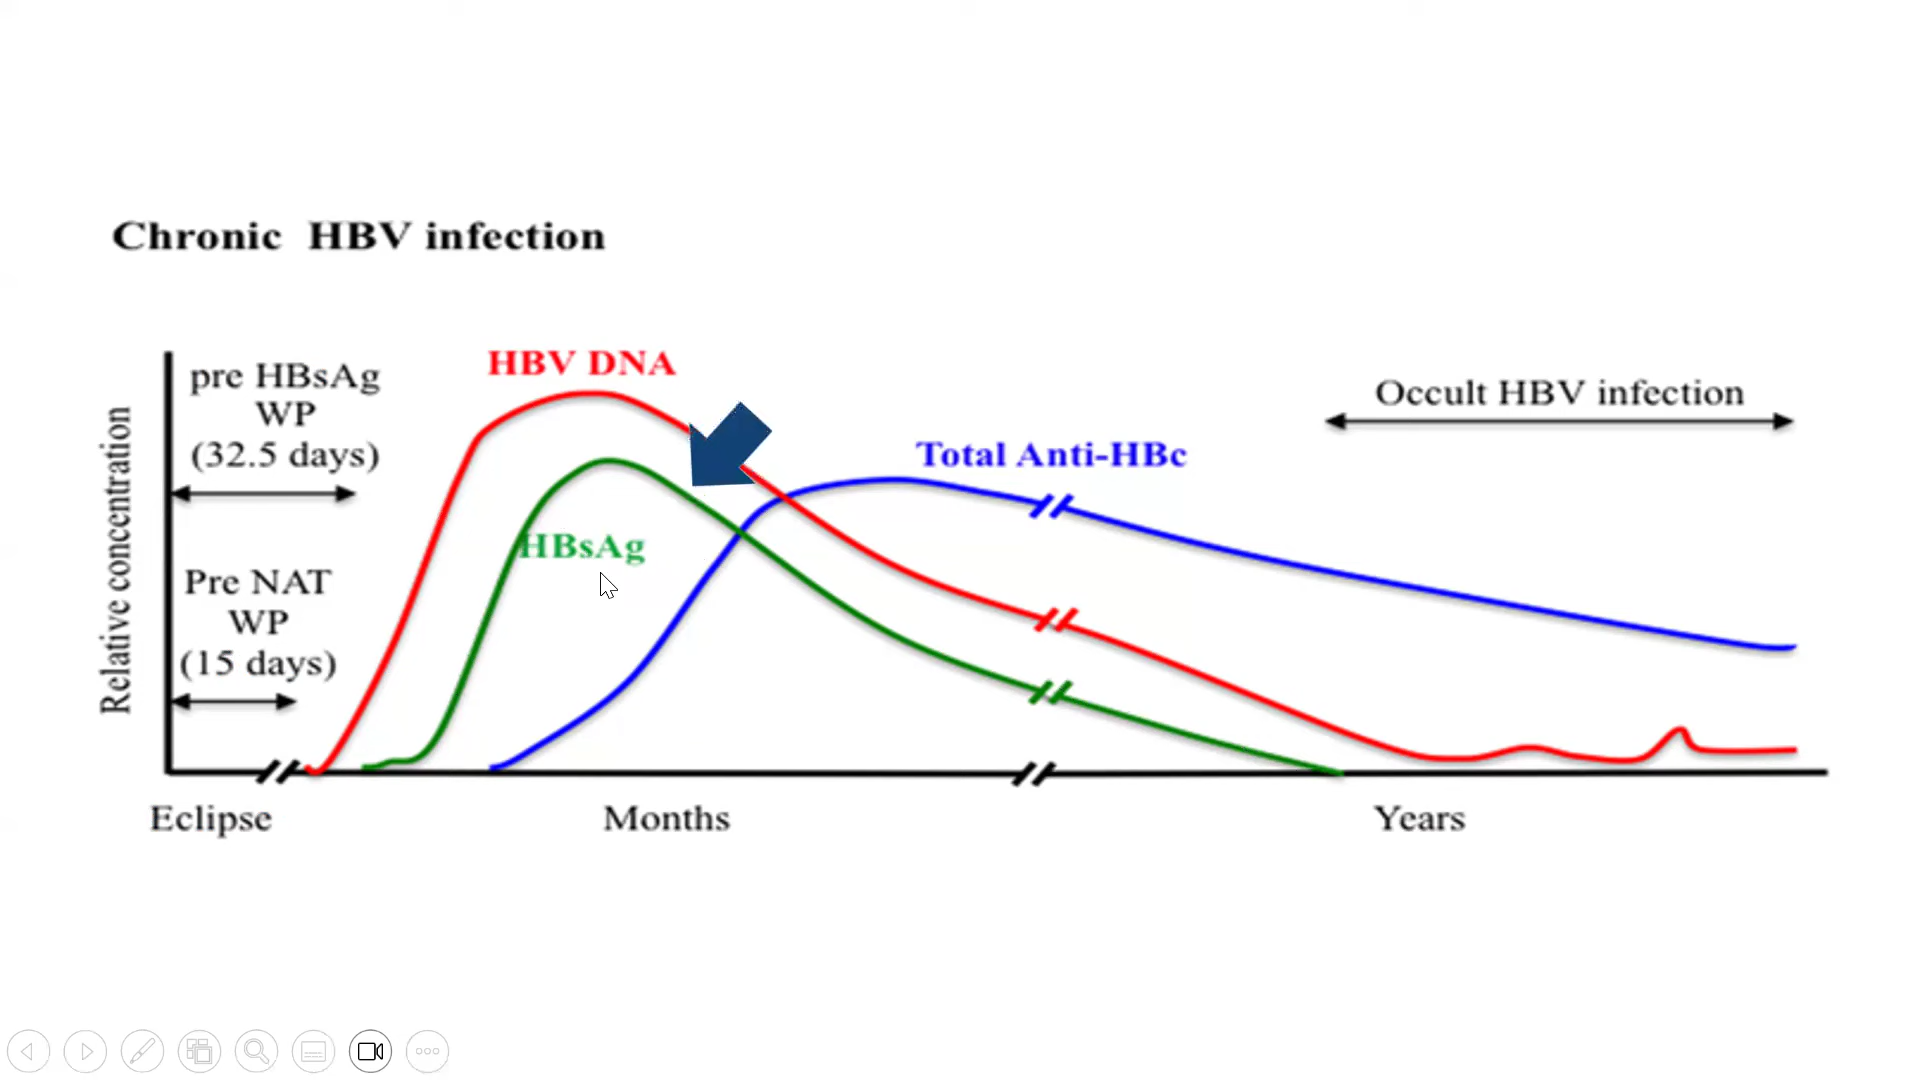 Chronic HBV infection
pre HBsAg
WP
(32.5 days)
HBV DNA
Occult HBV infection
Total Anti-HBc
HBsAg
Pre NAT
WP
(15 days)
Relative concentration
Eclipse
Months
Years